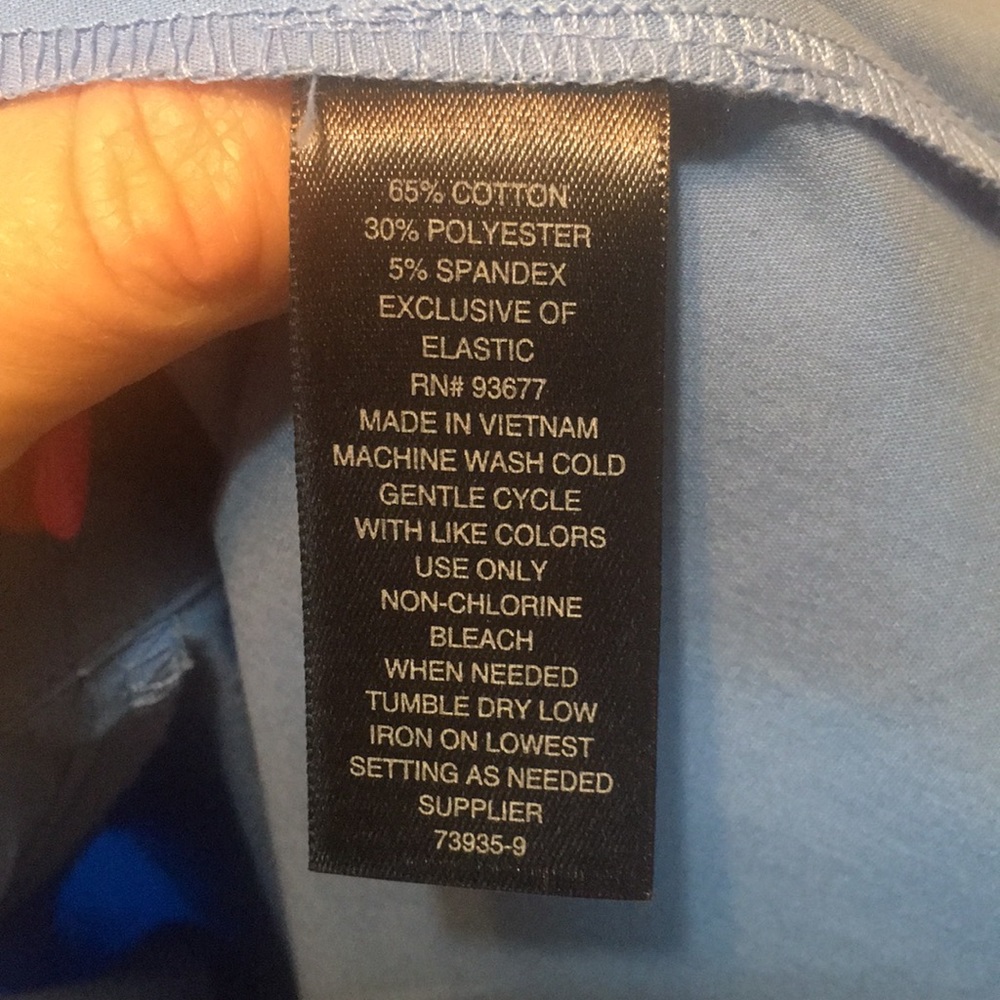 65% COTTON
30% POLYESTER
5% SPANDEX
EXCLUSIVE OF
ELASTIC
RN# 93677
MADE IN VIETNAM
MACHINE WASH COLD
GENTLE CYCLE
WITH LIKE COLORS
USE ONLY
NON-CHLORINE
BLEACH
WHEN NEEDED
TUMBLE DRY LOW
IRON ON LOWEST
SETTING AS NEEDED
SUPPLIER
73935-9